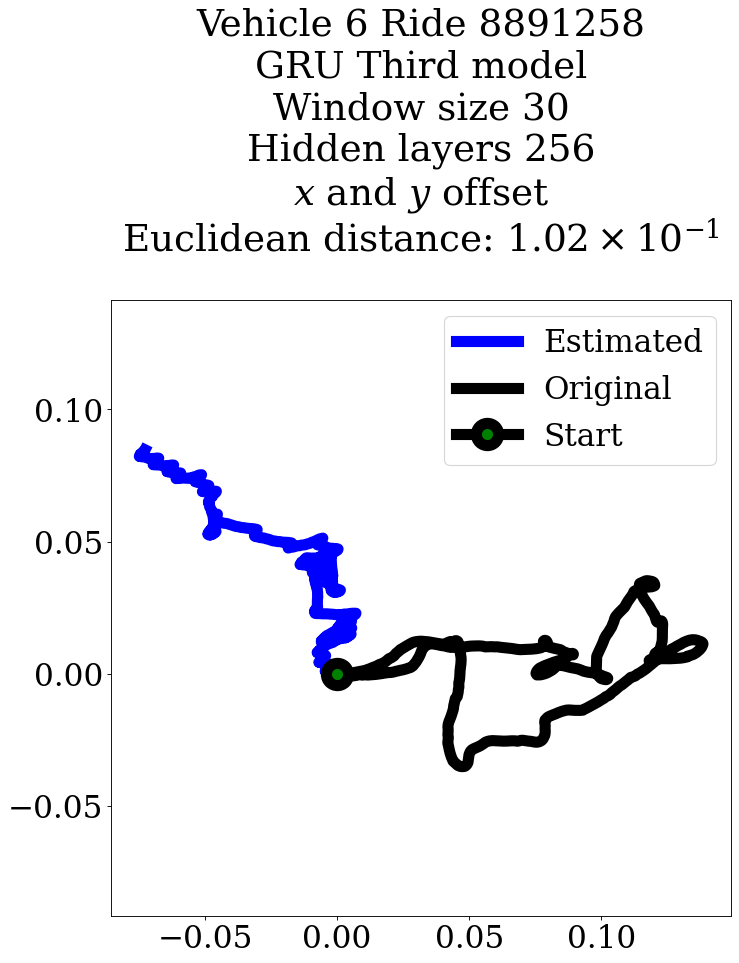 Vehicle 6 Ride 8891258
GRU Third model
Window size 30
Hidden layers 256
x and y offset
Euclidean distance: 1.02 × 10⁻¹
Estimated
Original
Start
0.10
0.05
0.00
−0.05
−0.05 0.00 0.05 0.10